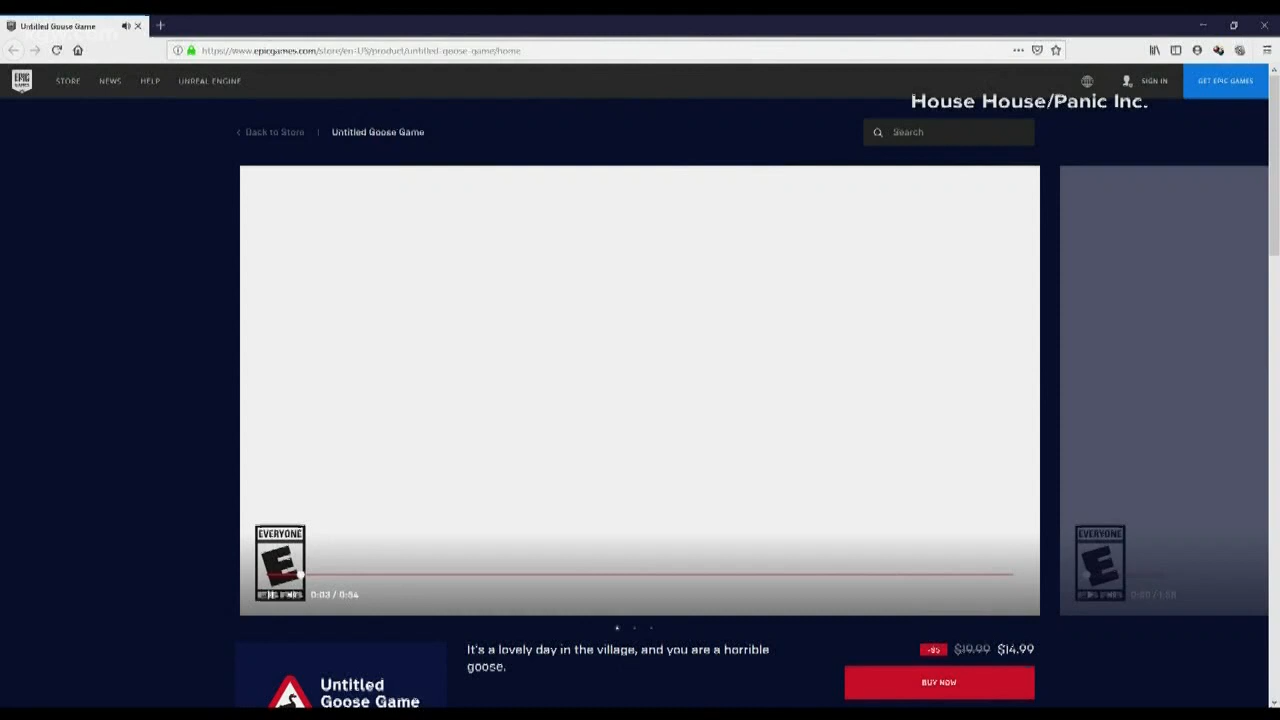 Untitled Goose Game
https://www.epicgames.com/store/en-US/product/untitled-goose-game/home
EPIC GAMES
STORE
NEWS
HELP
UNREAL ENGINE
SIGN IN
GET EPIC GAMES
House House/Panic Inc.
Back to Store
Untitled Goose Game
Search
EVERYONE
E
0:03 / 0:54
EVERYONE
E
It's a lovely day in the village, and you are a horrible
goose.
$19.99 $14.99
Untitled
Goose Game
BUY NOW